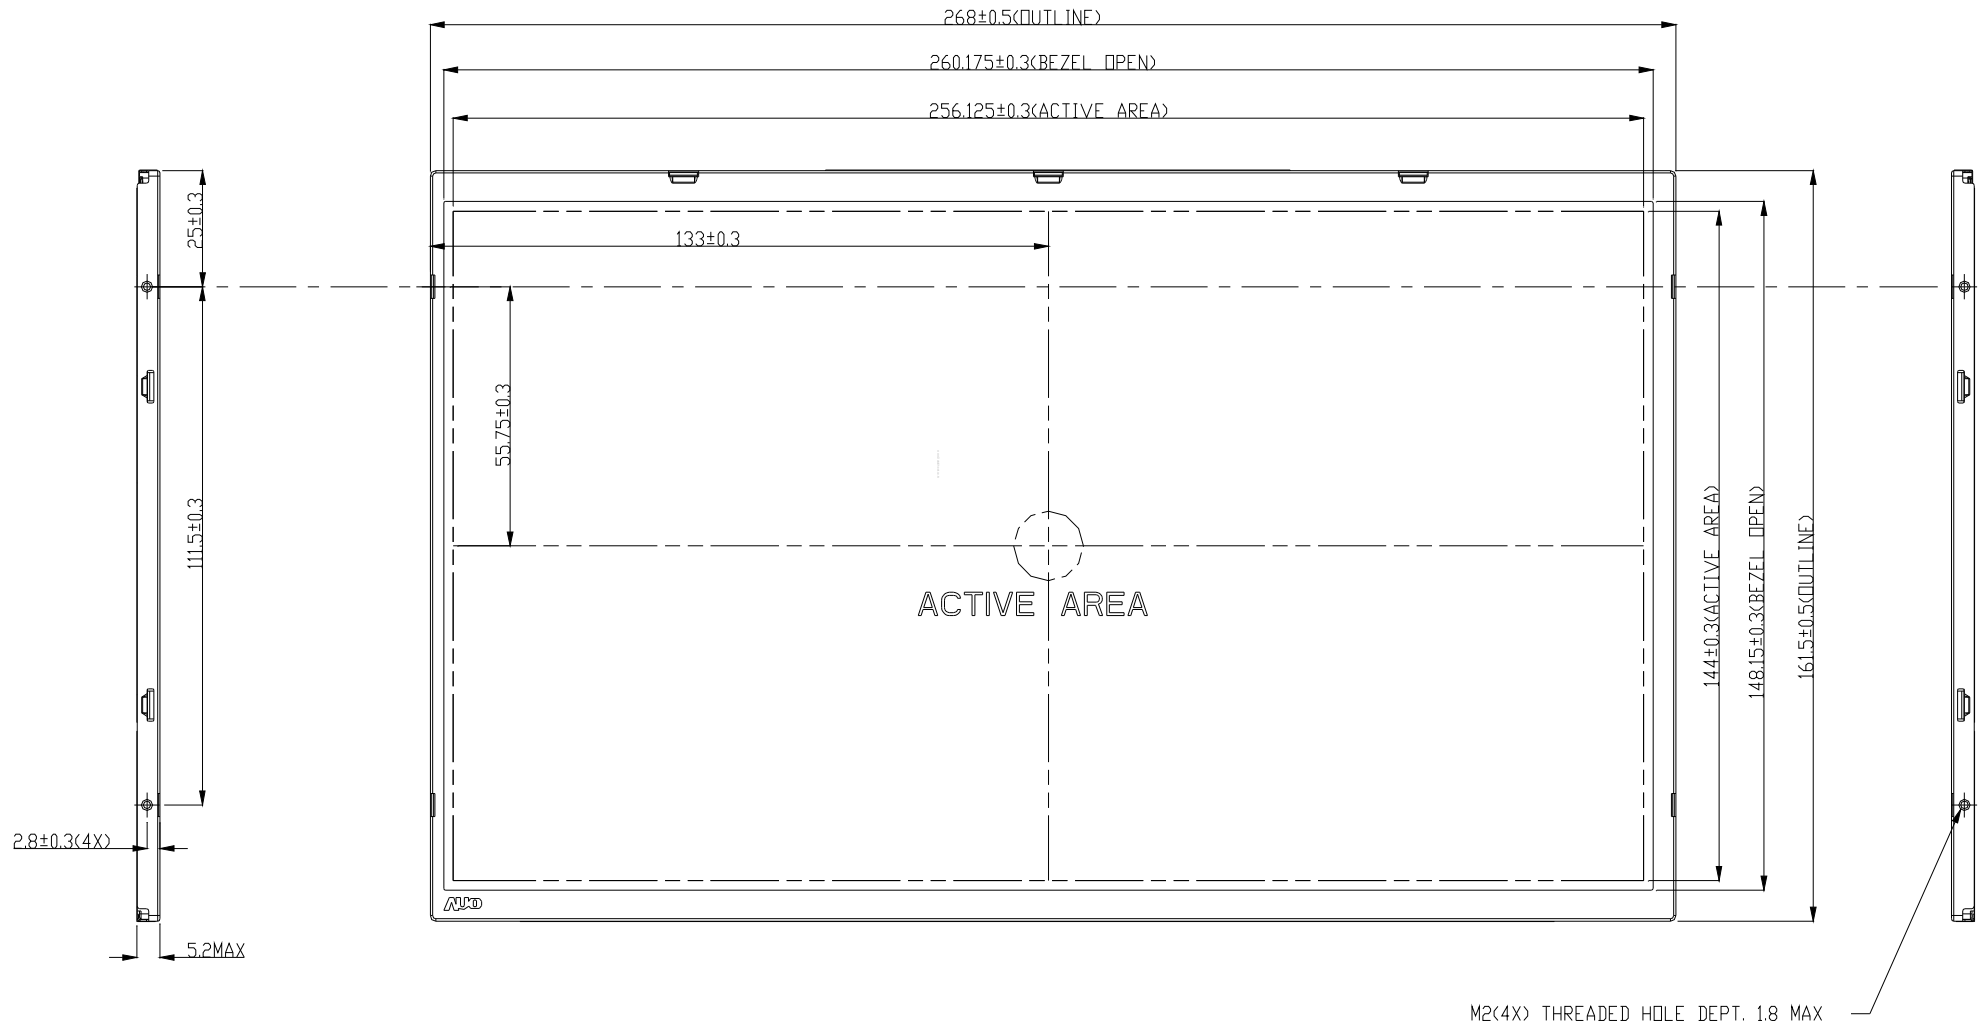 268±0.5(OUTLINE)
260.175±0.3(BEZEL OPEN)
256.125±0.3(ACTIVE AREA)
25±0.3
133±0.3
55.75±0.3
111.5±0.3
144±0.3(ACTIVE AREA)
148.15±0.3(BEZEL OPEN)
161.5±0.5(OUTLINE)
ACTIVE AREA
2.8±0.3(4X)
AUO
5.2MAX
M2(4X) THREADED HOLE DEPT. 1.8 MAX